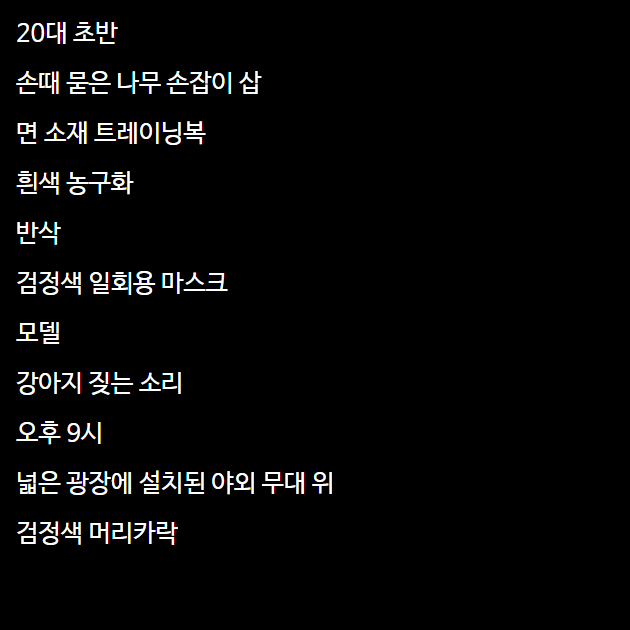 20대 초반
손때 묻은 나무 손잡이 삽
면 소재 트레이닝복
흰색 농구화
반삭
검정색 일회용 마스크
모델
강아지 짖는 소리
오후 9시
넓은 광장에 설치된 야외 무대 위
검정색 머리카락